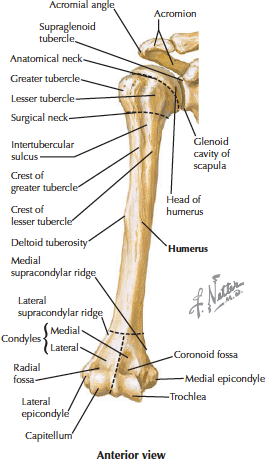 Acromial angle
Acromion
Supraglenoid
tubercle
Anatomical neck
Greater tubercle
Lesser tubercle
Surgical neck
Intertubercular
sulcus
Crest of
greater tubercle
Crest of
lesser tubercle
Deltoid tuberosity
Medial
supracondylar ridge
Lateral
supracondylar ridge
Condyles
Medial
Lateral
Radial
fossa
Lateral
epicondyle
Capitellum
Glenoid
cavity of
scapula
Head of
humerus
Humerus
F. Netter
M.D.
Coronoid fossa
Medial epicondyle
Trochlea
Anterior view